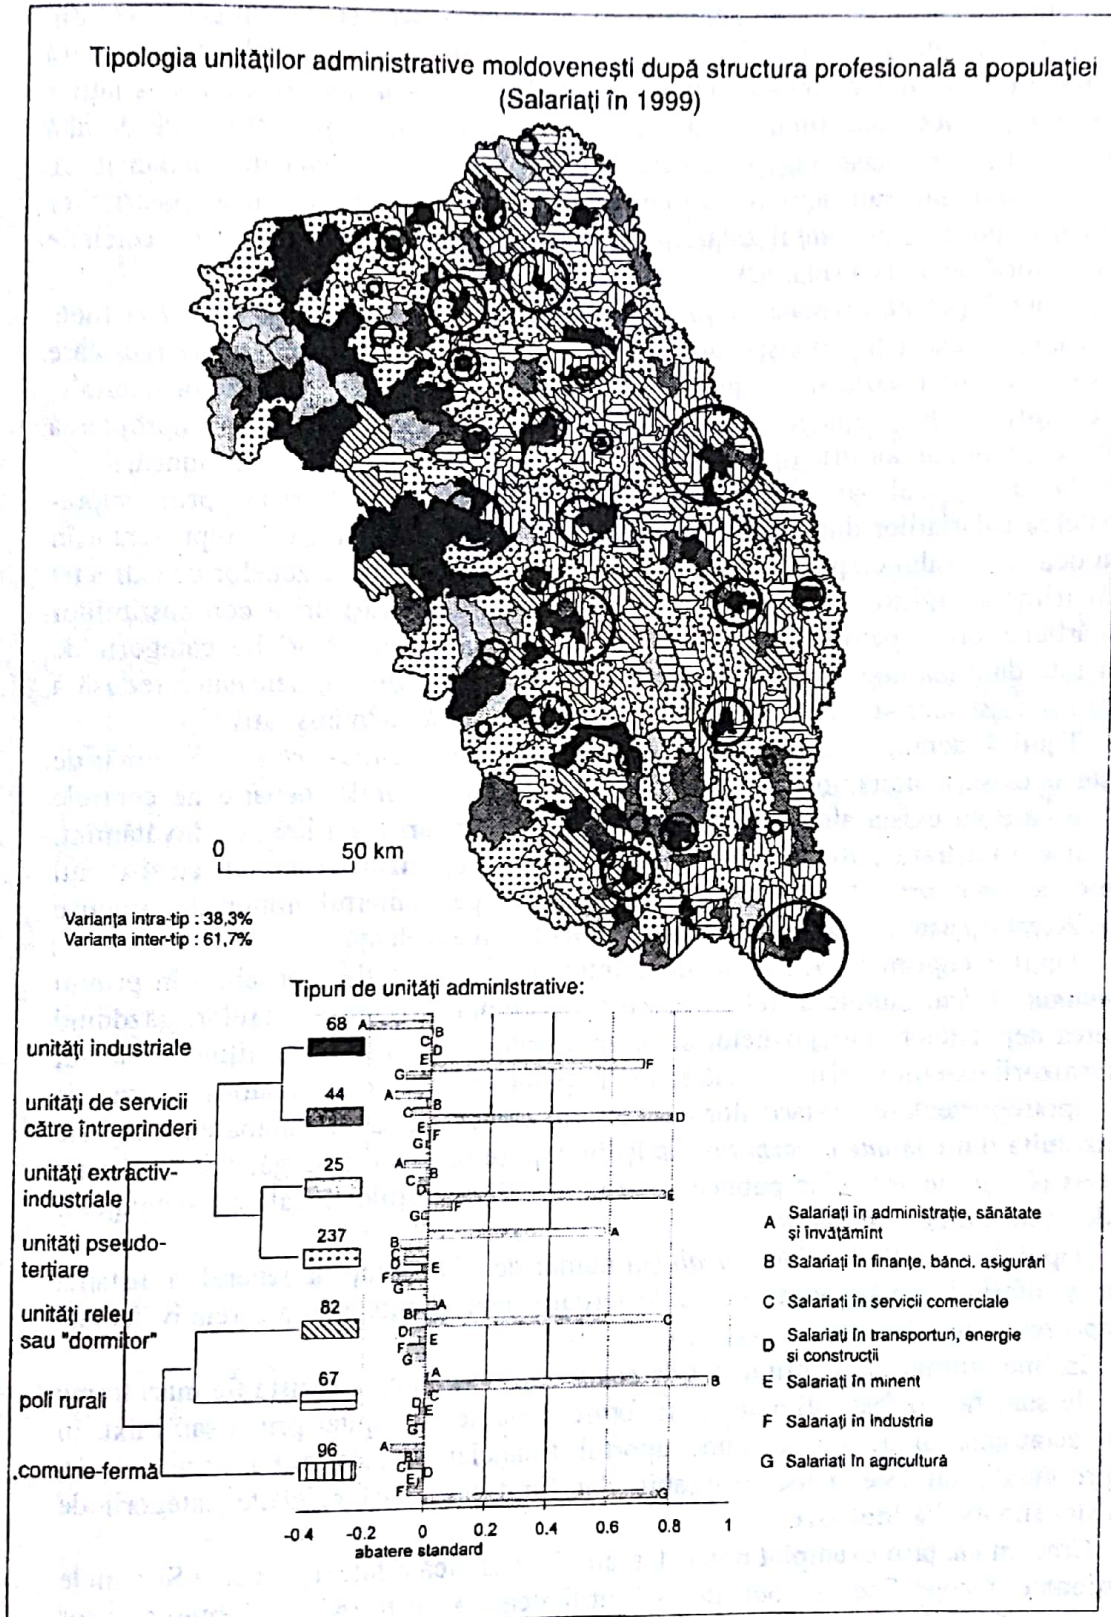 Tipologia unităților administrative moldovenești după structura profesională a populației
(Salariați în 1999)
0 50 km
Varianța intra-tip : 38,3%
Varianța inter-tip : 61,7%
Tipuri de unități administrative:
unități industriale
68
A
B
C
D
E
F
G
unități de servicii
către întreprinderi
44
A
B
C
D
E
F
G
unități extractiv-
industriale
25
A
B
C
D
E
F
G
unități pseudo-
terțiare
237
A
B
C
D
E
F
G
unități releu
sau "dormitor"
82
A
B
C
D
E
F
G
poli rurali
67
A
B
C
D
E
F
G
comune-fermă
96
A
B
C
D
E
F
G
-0.4 -0.2 0 0.2 0.4 0.6 0.8 1
abatere standard
A Salariați în administrație, sănătate
și învățămint
B Salariați în finanțe, bănci. asigurări
C Salariați în servicii comerciale
D Salariați în transporturi, energie
si construcții
E Salariați în minerit
F Salariați în industrie
G Salariați în agricultură